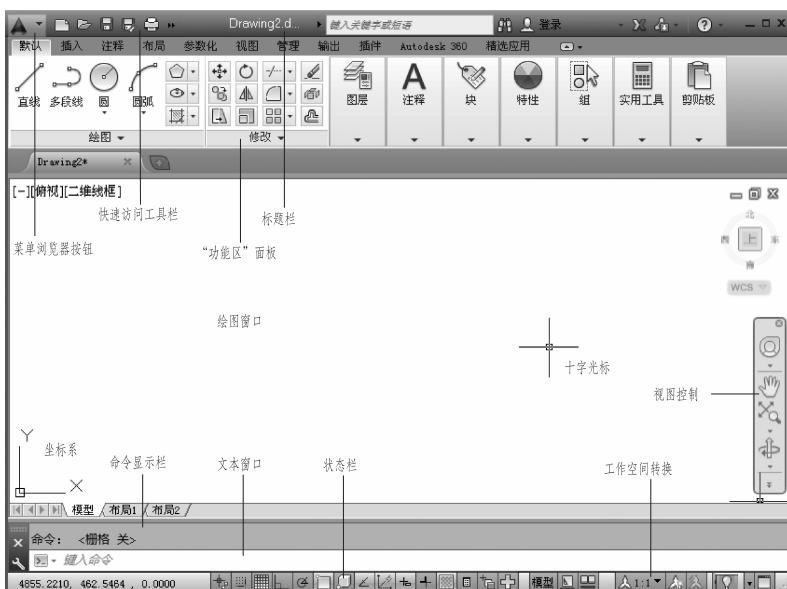 Drawing2.d...
键入关键字或短语
登录
默认 插入 注释 布局 参数化 视图 管理 输出 插件 Autodesk 360 精选应用
直线 多段线 圆 圆弧 图层 注释 块 特性 组 实用工具 剪贴板
绘图 修改
Drawing2*
[-][俯视][二维线框]
快速访问工具栏 标题栏
菜单浏览器按钮 “功能区”面板
北
西 上 东
南
WCS
绘图窗口
十字光标
视图控制
Y
坐标系 命令显示栏 文本窗口 状态栏 工作空间转换
X
模型 布局1 布局2
命令: <栅格 关>
键入命令
4855.2210, 462.5464 , 0.0000 模型 1:1